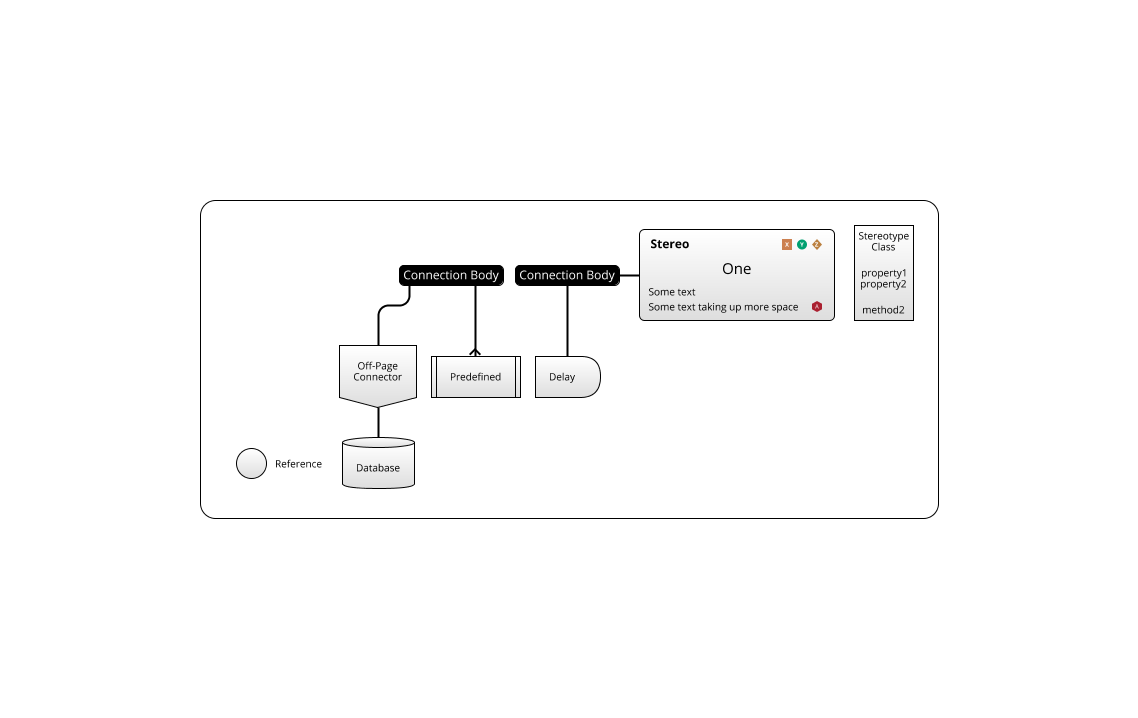 Stereo
X
Y
Z
One
Some text
Some text taking up more space
A
Stereotype
Class
property1
property2
method2
Connection Body
Connection Body
Off-Page
Connector
Predefined
Delay
Reference
Database